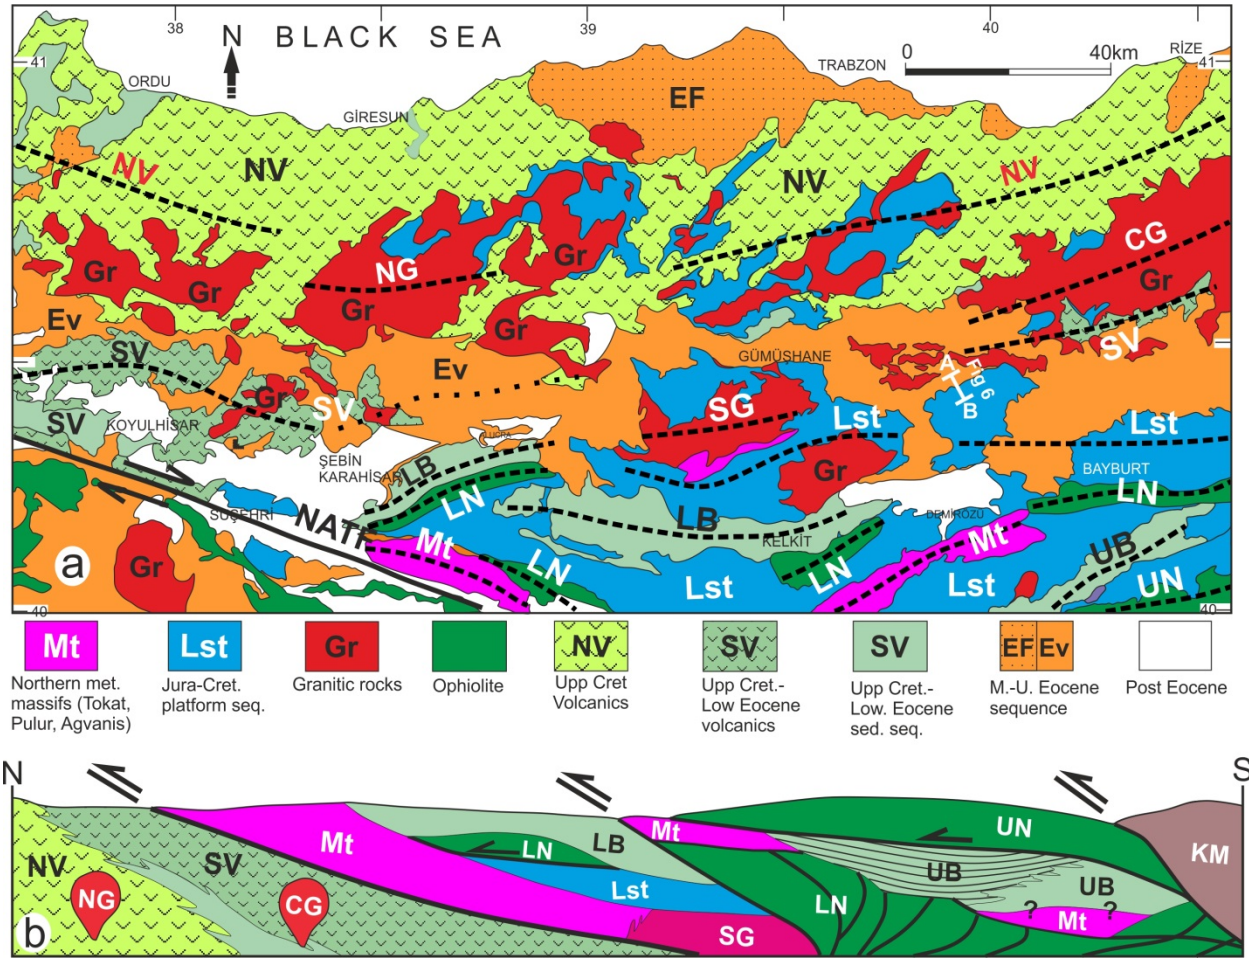 38
39
40
N BLACK SEA
0 40km
RİZE
41
41
ORDU
TRABZON
GİRESUN
EF
NV
NV
NV
NV
CG
NG
Gr
Gr
Gr
Gr
Gr
Gr
Ev
SV
Ev
SV
GÜMÜŞHANE
A
Fig 6
B
Gr
SV
SG
Lst
Lst
SV
KOYULHİSAR
ŞEBİN
KARAHİSAR
LB
Gr
BAYBURT
LN
LN
SUŞEHRİ
NATF
LB
DEMİRÖZÜ
KELKİT
Mt
Mt
UB
a
Gr
LN
Lst
LN
Lst
UN
40
40
Mt
Lst
Gr
NV
SV
SV
EF Ev
Northern met.
massifs (Tokat,
Pulur, Agvanis)
Jura-Cret.
platform seq.
Granitic rocks
Ophiolite
Upp Cret
Volcanics
Upp Cret.-
Low Eocene
volcanics
Upp Cret.-
Low. Eocene
sed. seq.
M.-U. Eocene
sequence
Post Eocene
N
S
Mt
LN
LB
Mt
UN
KM
NV
SV
Lst
UB
UB
NG
CG
LN
? ?
Mt
SG
b